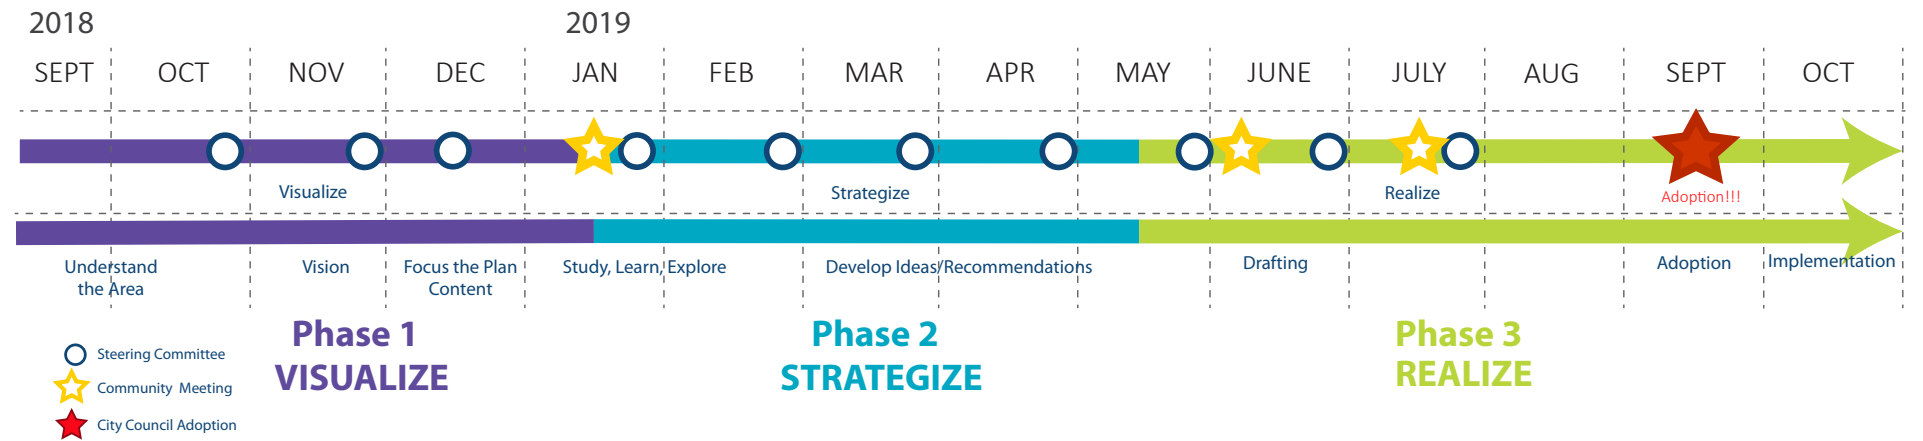 2018
2019
SEPT OCT NOV DEC JAN FEB MAR APR MAY JUNE JULY AUG SEPT OCT
Visualize Strategize Realize Adoption!!!
Understand
the Area
Vision
Focus the Plan
Content
Study, Learn, Explore
Develop Ideas/Recommendations
Drafting
Adoption
Implementation
Phase 1
VISUALIZE
Phase 2
STRATEGIZE
Phase 3
REALIZE
Steering Committee
Community Meeting
City Council Adoption